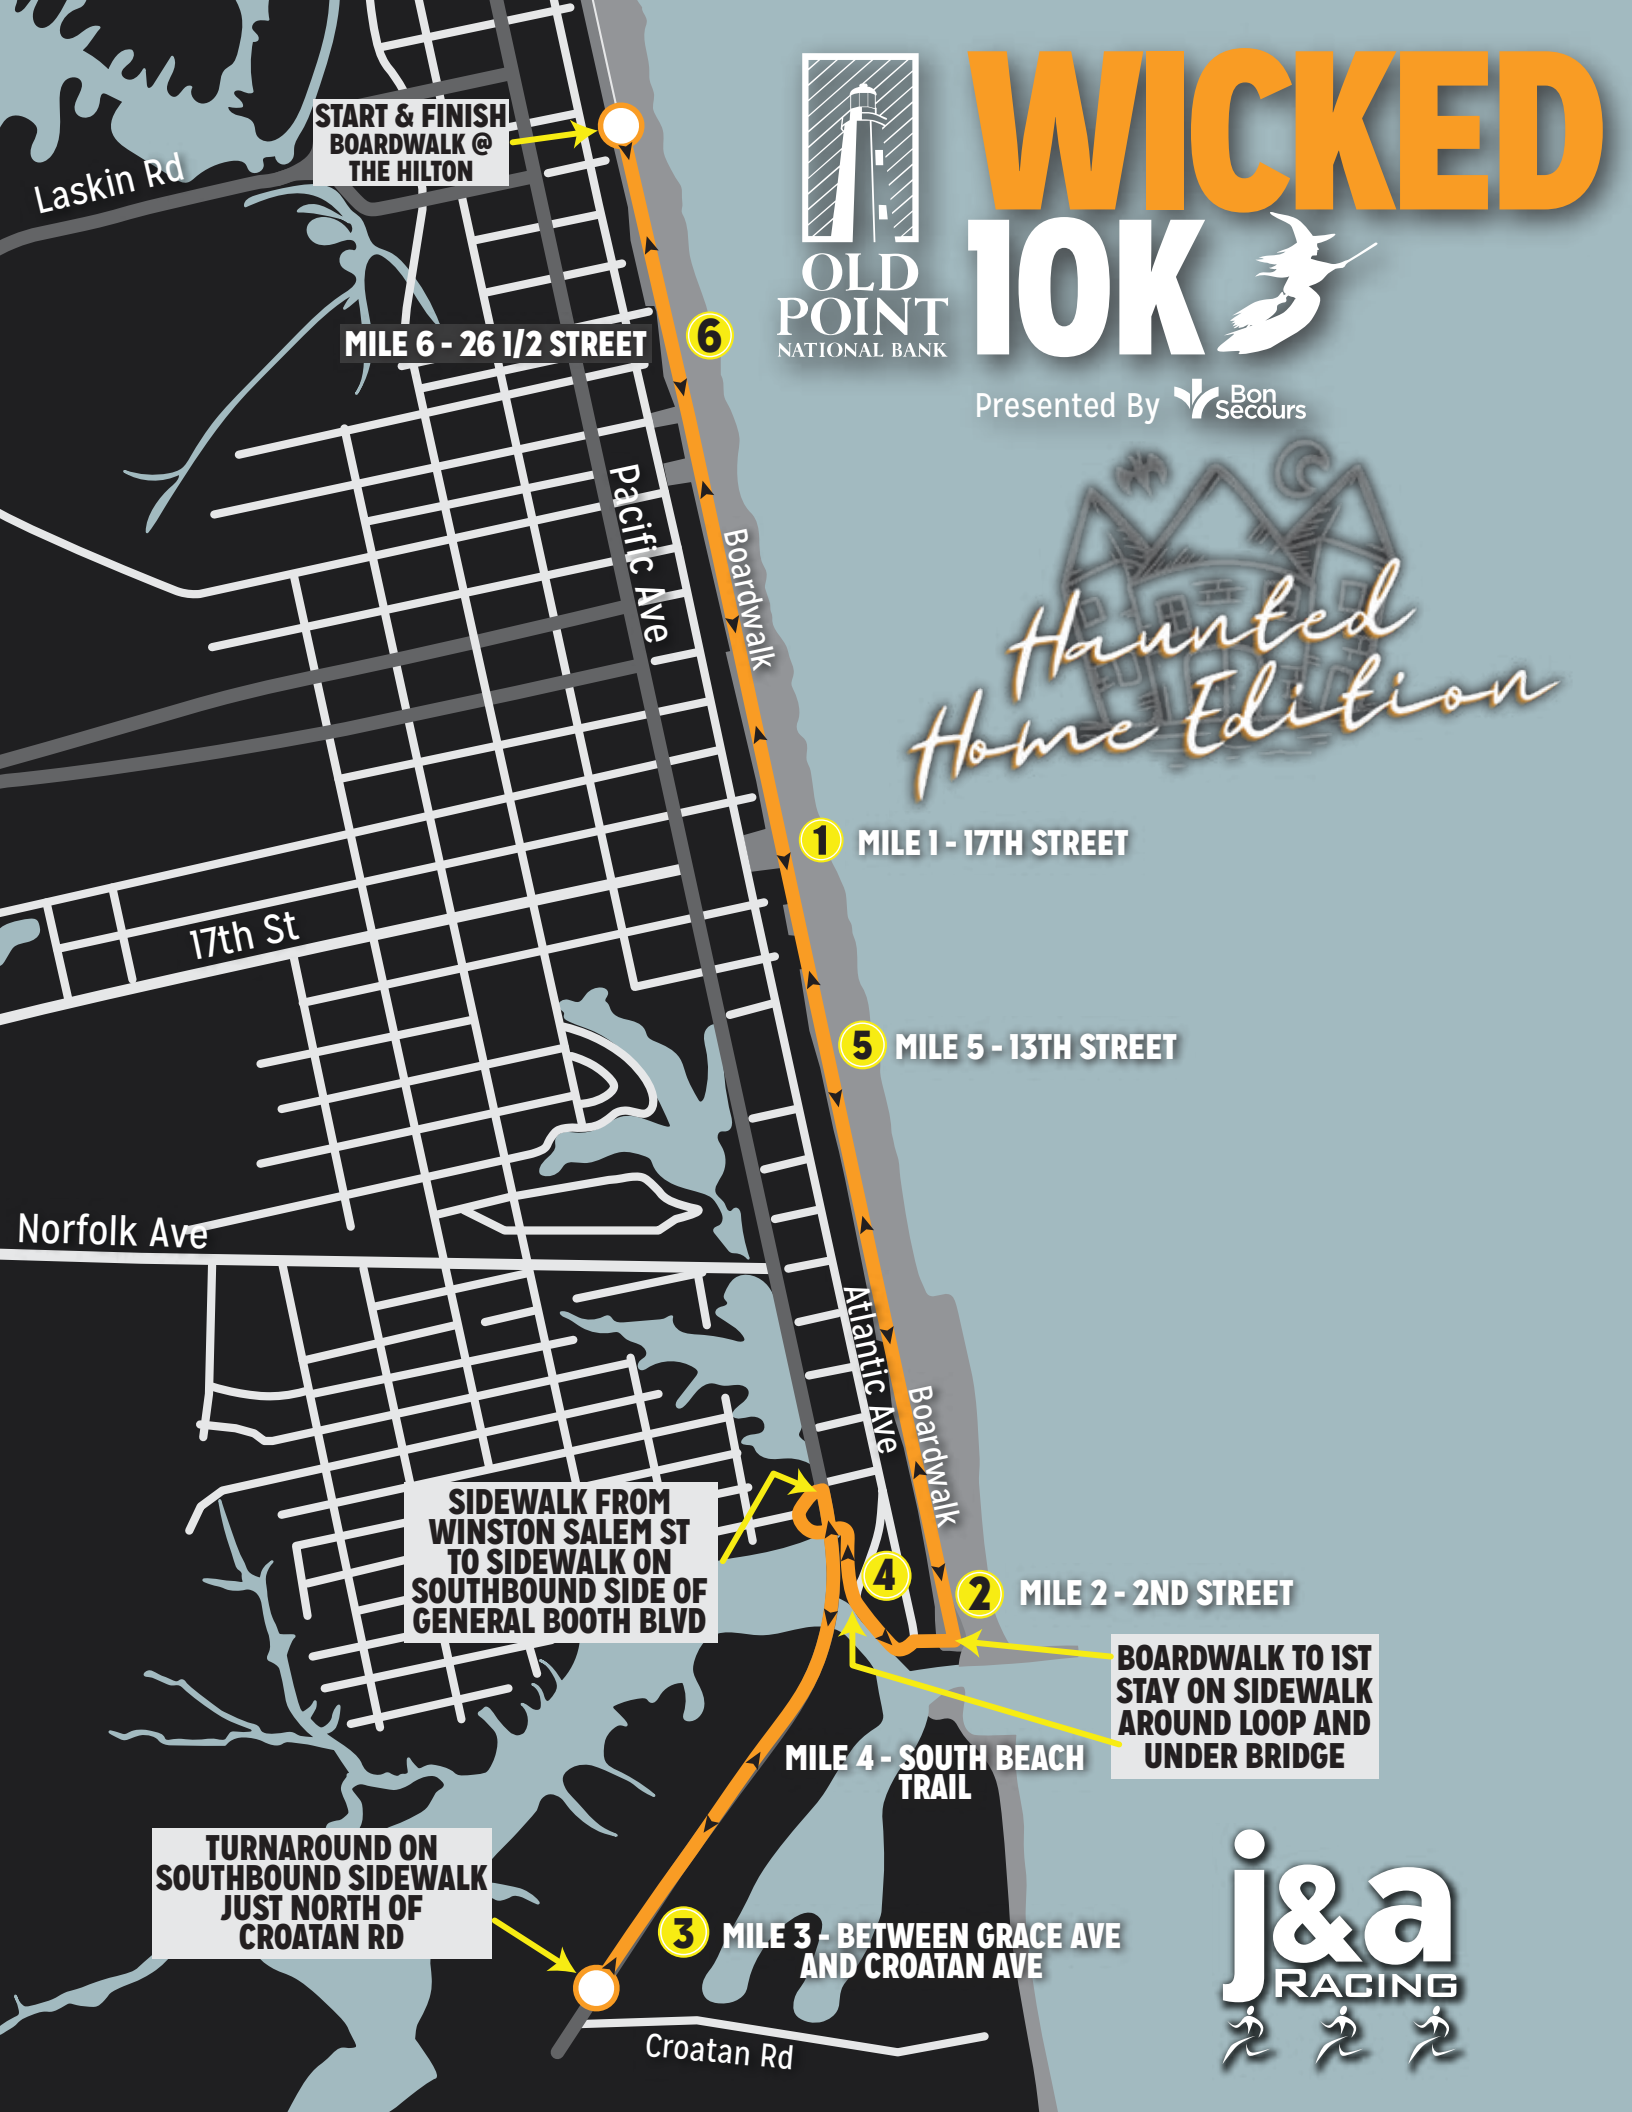 WICKED
10K
OLD
POINT
NATIONAL BANK
Presented By
Bon
Secours
Haunted
Home Edition
START & FINISH
BOARDWALK @
THE HILTON
Laskin Rd
MILE 6 - 26 1/2 STREET
6
Pacific Ave
Boardwalk
1
MILE 1 - 17TH STREET
17th St
5
MILE 5 - 13TH STREET
Norfolk Ave
Atlantic Ave
Boardwalk
SIDEWALK FROM
WINSTON SALEM ST
TO SIDEWALK ON
SOUTHBOUND SIDE OF
GENERAL BOOTH BLVD
4
2
MILE 2 - 2ND STREET
BOARDWALK TO 1ST
STAY ON SIDEWALK
AROUND LOOP AND
UNDER BRIDGE
MILE 4 - SOUTH BEACH
TRAIL
TURNAROUND ON
SOUTHBOUND SIDEWALK
JUST NORTH OF
CROATAN RD
3
MILE 3 - BETWEEN GRACE AVE
AND CROATAN AVE
Croatan Rd
j&a
RACING